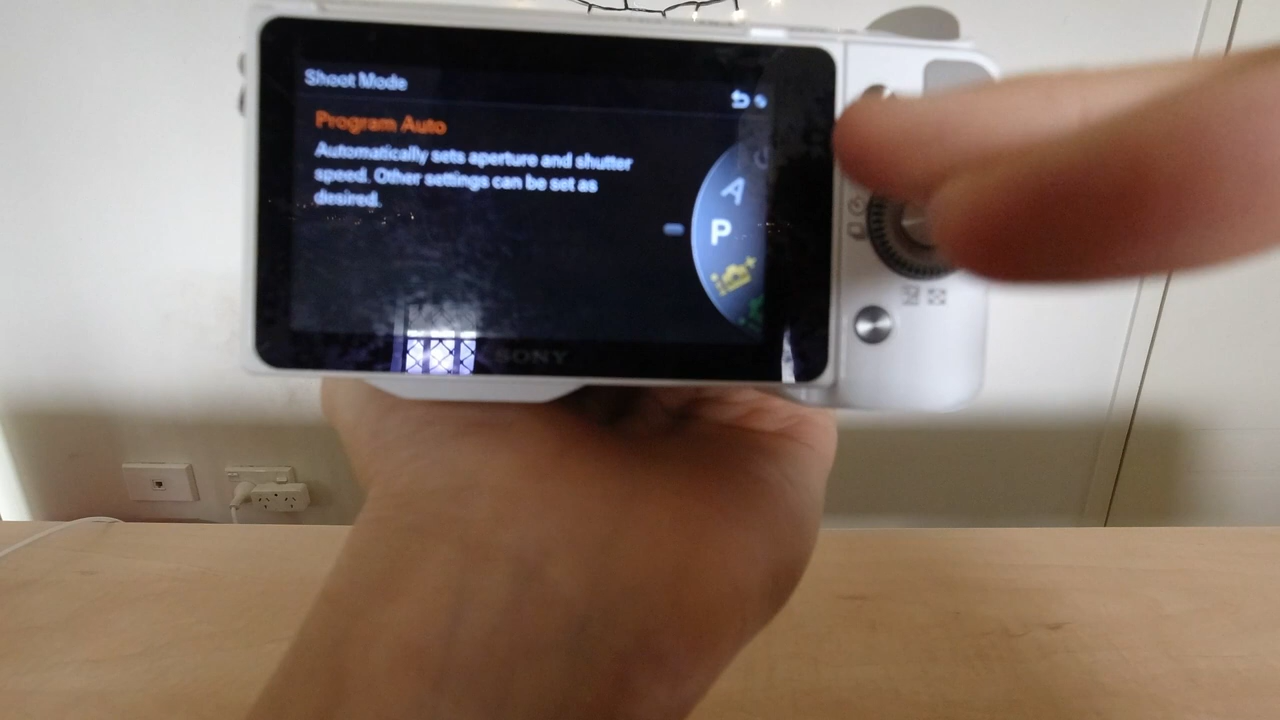 Shoot Mode
Program Auto
Automatically sets aperture and shutter
speed. Other settings can be set as
desired.
A
P
SONY